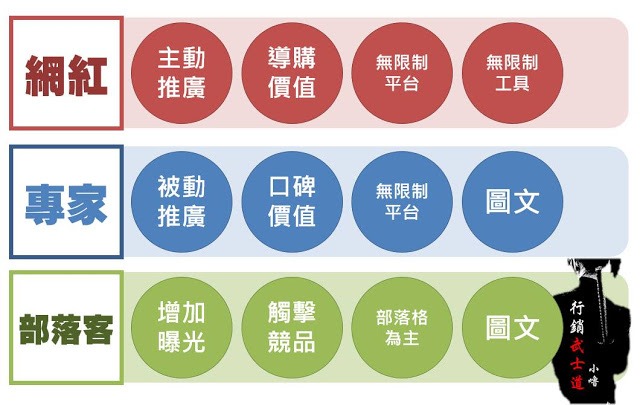 網紅
主動
推廣
導購
價值
無限制
平台
無限制
工具
專家
被動
推廣
口碑
價值
無限制
平台
圖文
部落客
增加
曝光
觸擊
競品
部落格
為主
圖文
行銷武士道
小嚕